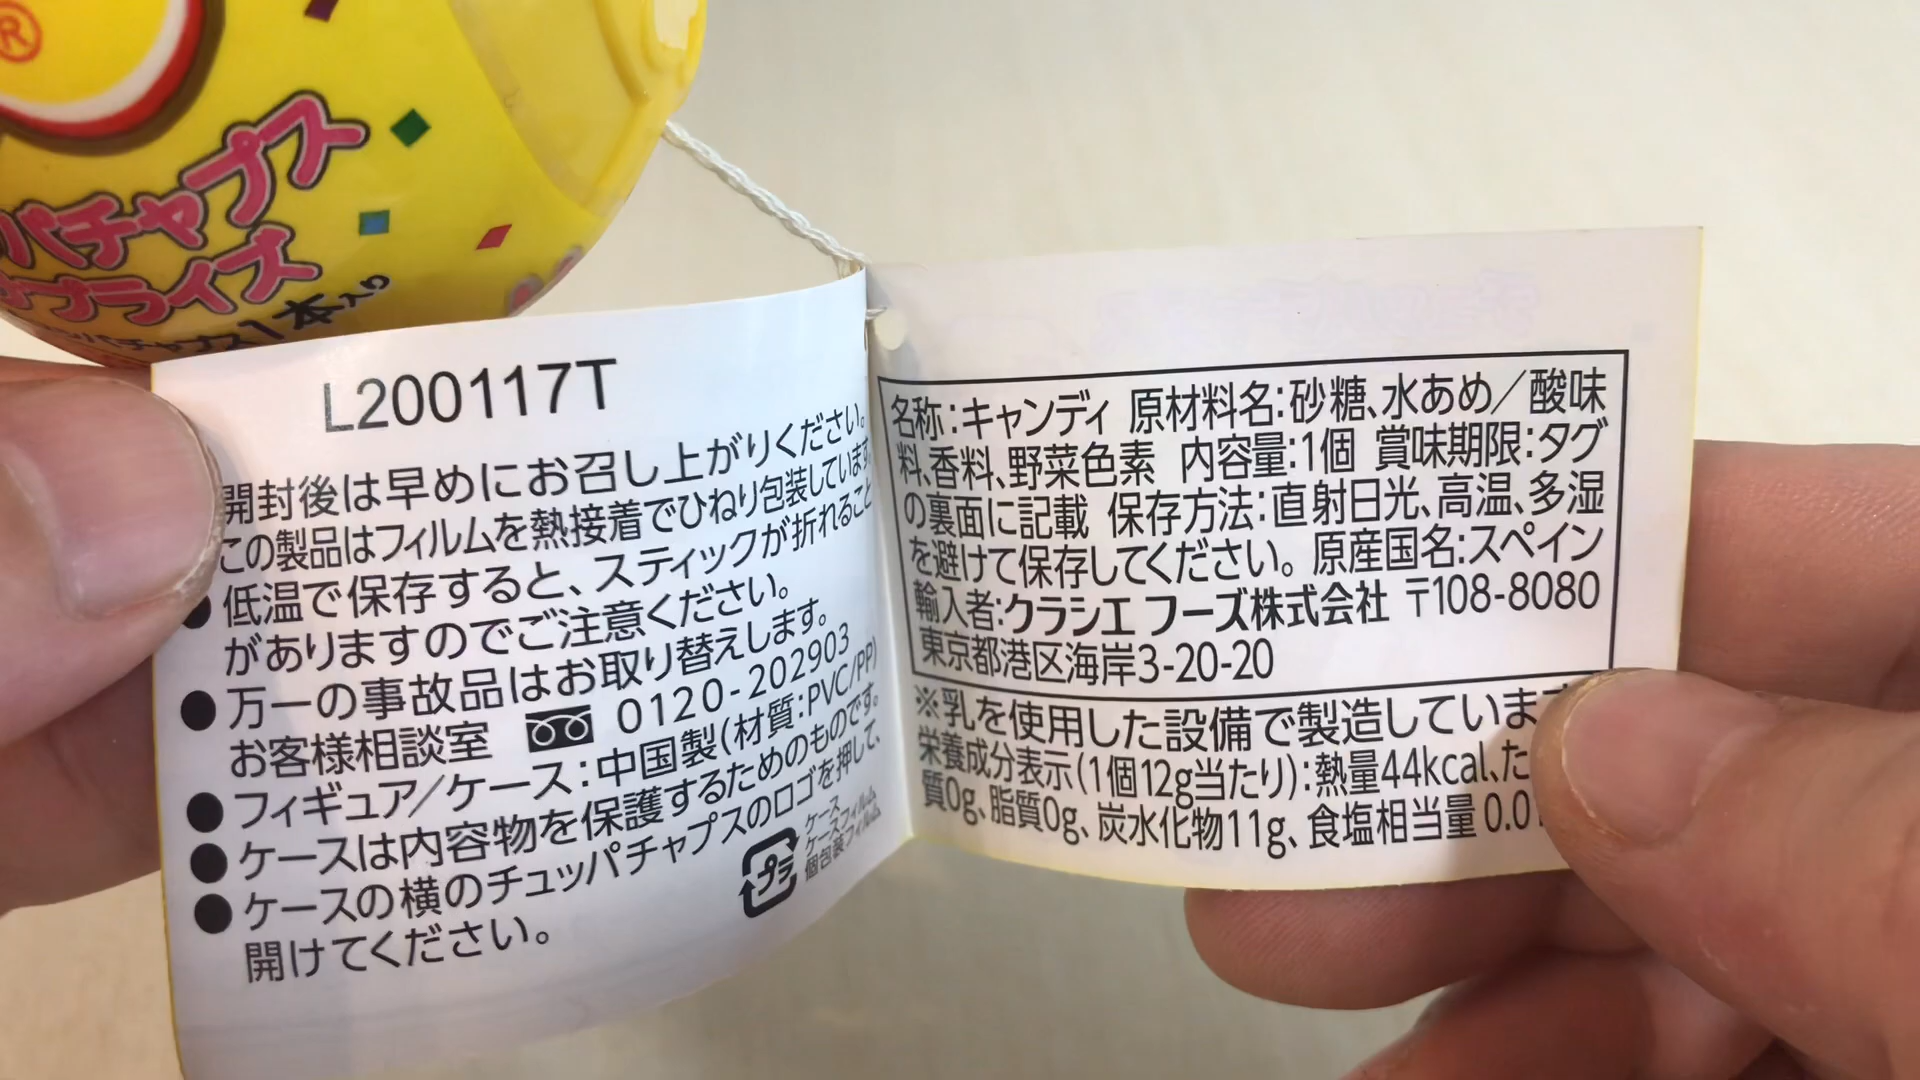 ®
パチャプス
プライズ
1本入り
L200117T
開封後は早めにお召し上がりください。
この製品はフィルムを熱接着でひねり包装しています。
●低温で保存すると、スティックが折れること
がありますのでご注意ください。
●万一の事故品はお取り替えします。
お客様相談室 0120-202903
●フィギュア/ケース:中国製(材質:PVC/PP)
●ケースは内容物を保護するためのものです。
●ケースの横のチュッパチャプスのロゴを押して、
開けてください。
プラ
ケース
ケースフィルム
個包装フィルム
名称:キャンディ 原材料名:砂糖、水あめ/酸味
料、香料、野菜色素 内容量:1個 賞味期限:タグ
の裏面に記載 保存方法:直射日光、高温、多湿
を避けて保存してください。原産国名:スペイン
輸入者:クラシエ フーズ株式会社 〒108-8080
東京都港区海岸3-20-20
※乳を使用した設備で製造していま
栄養成分表示(1個12g当たり):熱量44kcal、た
質0g、脂質0g、炭水化物11g、食塩相当量0.0